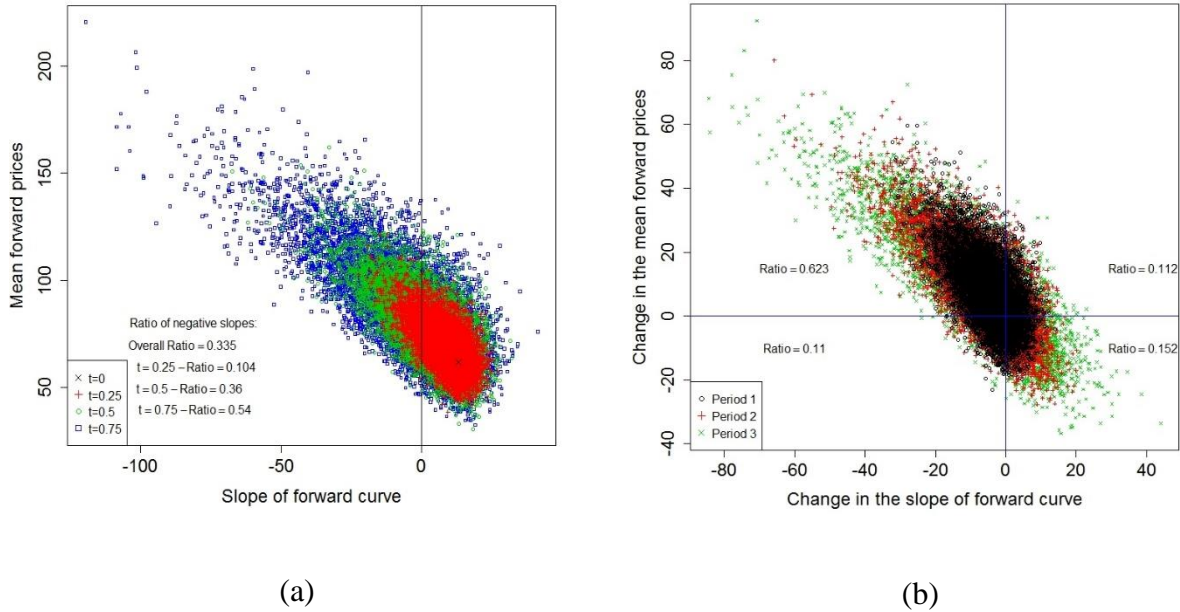 200
150
100
50
Mean forward prices
Ratio of negative slopes:
Overall Ratio = 0.335
t = 0.25 – Ratio = 0.104
t = 0.5 – Ratio = 0.36
t = 0.75 – Ratio = 0.54
t=0
t=0.25
t=0.5
t=0.75
-100 -50 0
Slope of forward curve
(a)
80
60
40
20
0
-20
-40
Change in the mean forward prices
Ratio = 0.623 Ratio = 0.112
Ratio = 0.11 Ratio = 0.152
Period 1
Period 2
Period 3
-80 -60 -40 -20 0 20 40
Change in the slope of forward curve
(b)